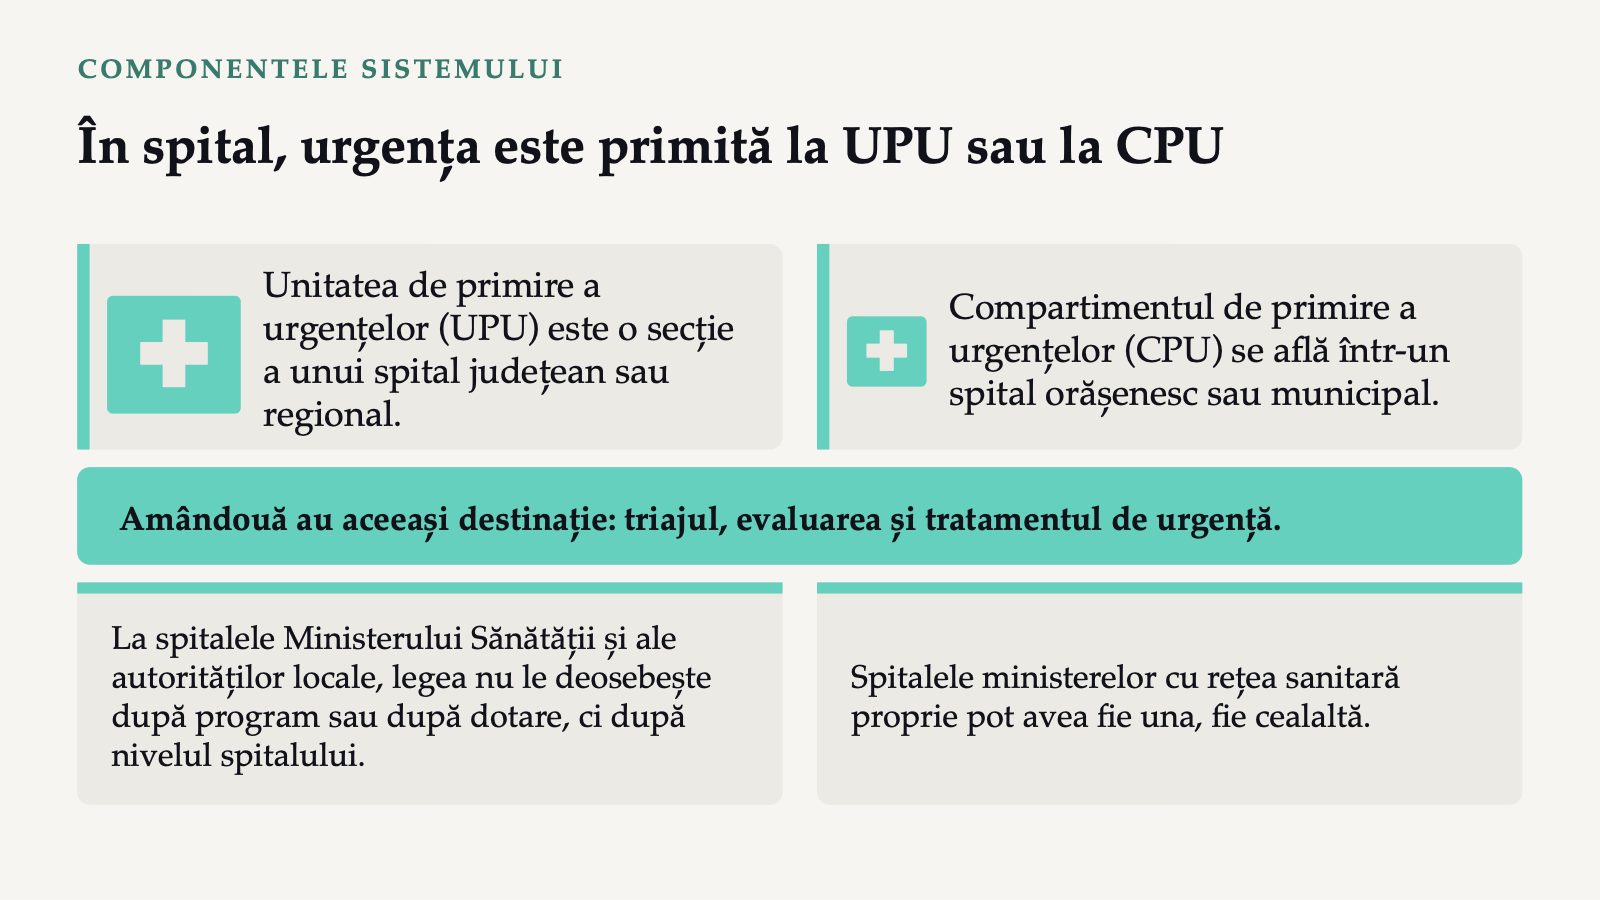 COMPONENTELE SISTEMULUI
În spital, urgența este primită la UPU sau la CPU
Unitatea de primire a
urgențelor (UPU) este o secție
a unui spital județean sau
regional.
Compartimentul de primire a
urgențelor (CPU) se află într-un
spital orășenesc sau municipal.
Amândouă au aceeași destinație: triajul, evaluarea și tratamentul de urgență.
La spitalele Ministerului Sănătății și ale
autorităților locale, legea nu le deosebește
după program sau după dotare, ci după
nivelul spitalului.
Spitalele ministerelor cu rețea sanitară
proprie pot avea fie una, fie cealaltă.